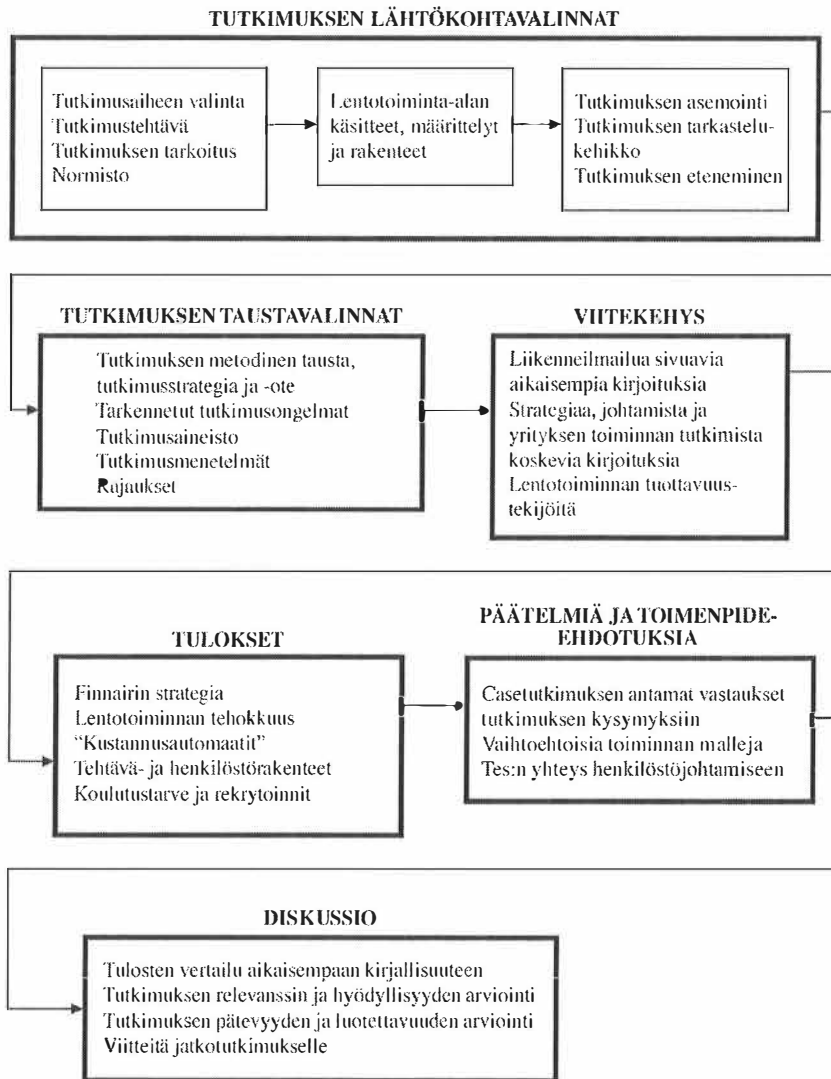 TUTKIMUKSEN LÄHTÖKOHTAVALINNAT
Tutkimusaiheen valinta
Tutkimustehtävä
Tutkimuksen tarkoitus
Normisto
Lentotoiminta-alan
käsitteet, määrittelyt
ja rakenteet
Tutkimuksen asemointi
Tutkimuksen tarkastelu-
kehikko
Tutkimuksen eteneminen
TUTKIMUKSEN TAUSTAVALINNAT
Tutkimuksen metodinen tausta,
tutkimusstrategia ja -ote
Tarkennetut tutkimusongelmat
Tutkimusaineisto
Tutkimusmenetelmät
Rajaukset
VIITEKEHYS
Liikenneilmailua sivuavia
aikaisempia kirjoituksia
Strategiaa, johtamista ja
yrityksen toiminnan tutkimista
koskevia kirjoituksia
Lentotoiminnan tuottavuus-
tekijöitä
TULOKSET
Finnairin strategia
Lentotoiminnan tehokkuus
“Kustannusautomaatit”
Tehtävä- ja henkilöstörakenteet
Koulutustarve ja rekrytoinnit
PÄÄTELMIÄ JA TOIMENPIDE-
EHDOTUKSIA
Casetutkimuksen antamat vastaukset
tutkimuksen kysymyksiin
Vaihtoehtoisia toiminnan malleja
Tes:n yhteys henkilöstöjohtamiseen
DISKUSSIO
Tulosten vertailu aikaisempaan kirjallisuuteen
Tutkimuksen relevanssin ja hyödyllisyyden arviointi
Tutkimuksen pätevyyden ja luotettavuuden arviointi
Viitteitä jatkotutkimukselle